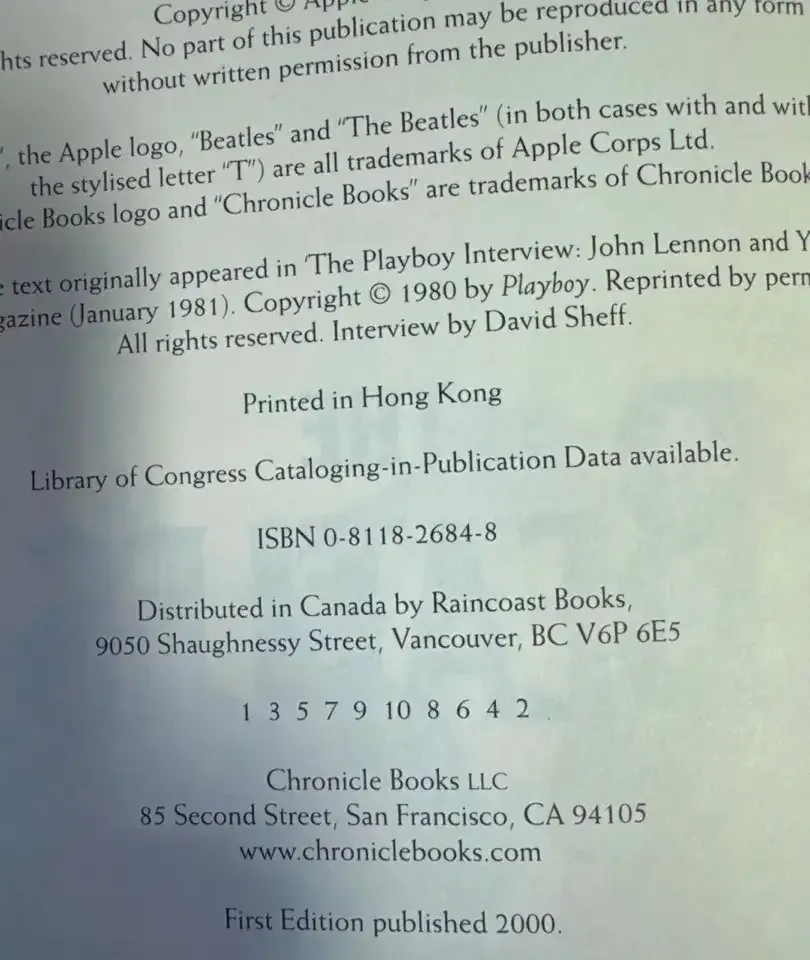 Copyright © Apple
hts reserved. No part of this publication may be reproduced in any form
without written permission from the publisher.
", the Apple logo, "Beatles" and "The Beatles" (in both cases with and with
the stylised letter "T") are all trademarks of Apple Corps Ltd.
icle Books logo and "Chronicle Books" are trademarks of Chronicle Book
e text originally appeared in 'The Playboy Interview: John Lennon and Y
gazine (January 1981). Copyright © 1980 by Playboy. Reprinted by perm
All rights reserved. Interview by David Sheff.
Printed in Hong Kong
Library of Congress Cataloging-in-Publication Data available.
ISBN 0-8118-2684-8
Distributed in Canada by Raincoast Books,
9050 Shaughnessy Street, Vancouver, BC V6P 6E5
1 3 5 7 9 10 8 6 4 2
Chronicle Books LLC
85 Second Street, San Francisco, CA 94105
www.chroniclebooks.com
First Edition published 2000.